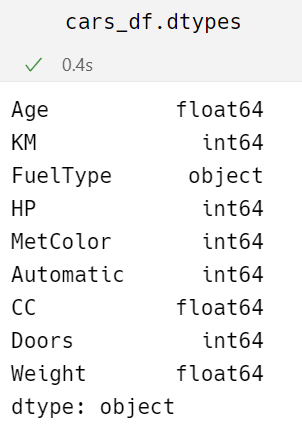 cars_df.dtypes
0.4s
Age float64
KM int64
FuelType object
HP int64
MetColor int64
Automatic int64
CC float64
Doors int64
Weight float64
dtype: object